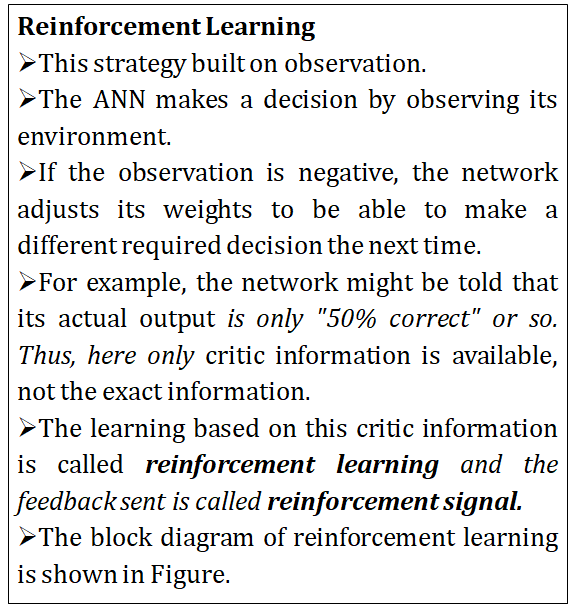 Reinforcement Learning
➢This strategy built on observation.
➢The ANN makes a decision by observing its
environment.
➢If the observation is negative, the network
adjusts its weights to be able to make a
different required decision the next time.
➢For example, the network might be told that
its actual output is only "50% correct" or so.
Thus, here only critic information is available,
not the exact information.
➢The learning based on this critic information
is called reinforcement learning and the
feedback sent is called reinforcement signal.
➢The block diagram of reinforcement learning
is shown in Figure.